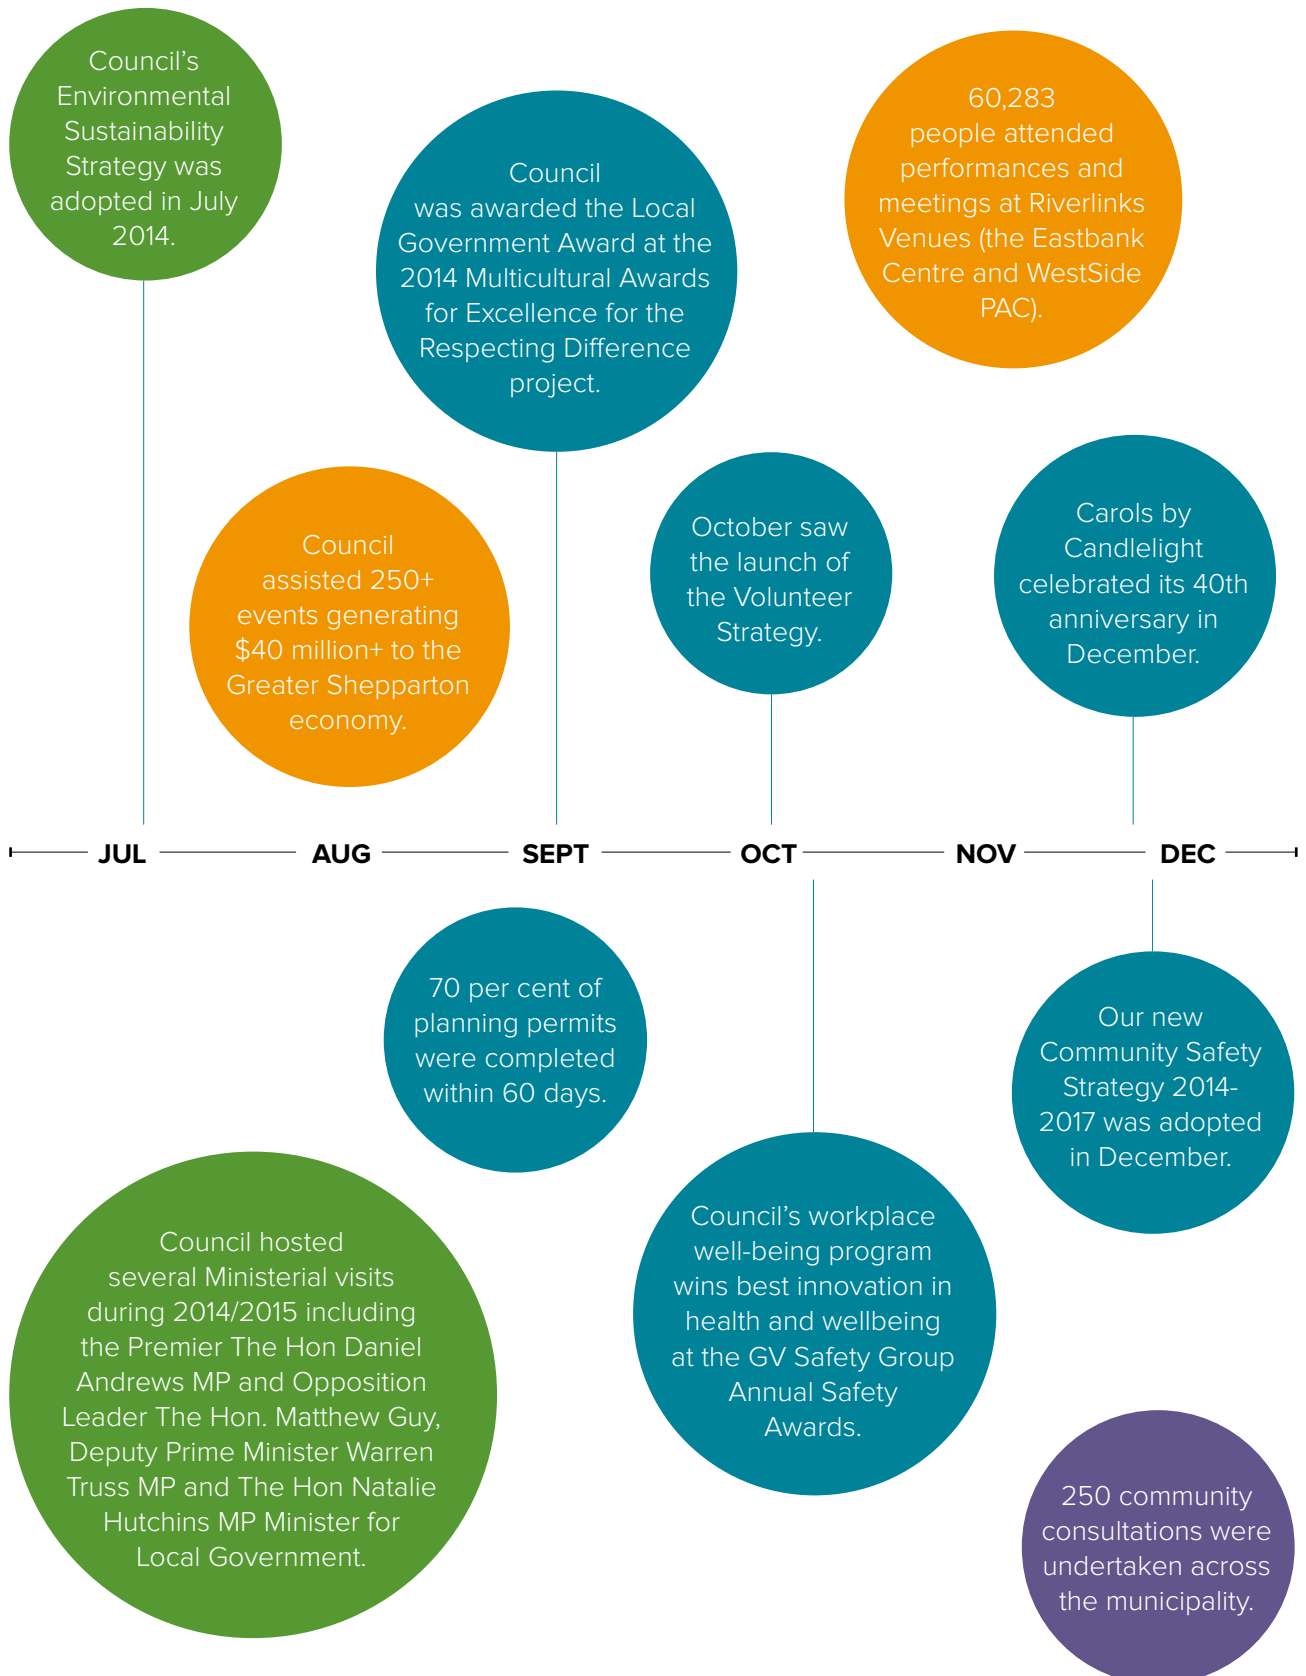 Council’s
Environmental
Sustainability
Strategy was
adopted in July
2014.
Council
was awarded the Local
Government Award at the
2014 Multicultural Awards
for Excellence for the
Respecting Difference
project.
60,283
people attended
performances and
meetings at Riverlinks
Venues (the Eastbank
Centre and WestSide
PAC).
Council
assisted 250+
events generating
$40 million+ to the
Greater Shepparton
economy.
October saw
the launch of
the Volunteer
Strategy.
Carols by
Candlelight
celebrated its 40th
anniversary in
December.
JUL AUG SEPT OCT NOV DEC
70 per cent of
planning permits
were completed
within 60 days.
Our new
Community Safety
Strategy 2014-
2017 was adopted
in December.
Council hosted
several Ministerial visits
during 2014/2015 including
the Premier The Hon Daniel
Andrews MP and Opposition
Leader The Hon. Matthew Guy,
Deputy Prime Minister Warren
Truss MP and The Hon Natalie
Hutchins MP Minister for
Local Government.
Council’s workplace
well-being program
wins best innovation in
health and wellbeing
at the GV Safety Group
Annual Safety
Awards.
250 community
consultations were
undertaken across
the municipality.